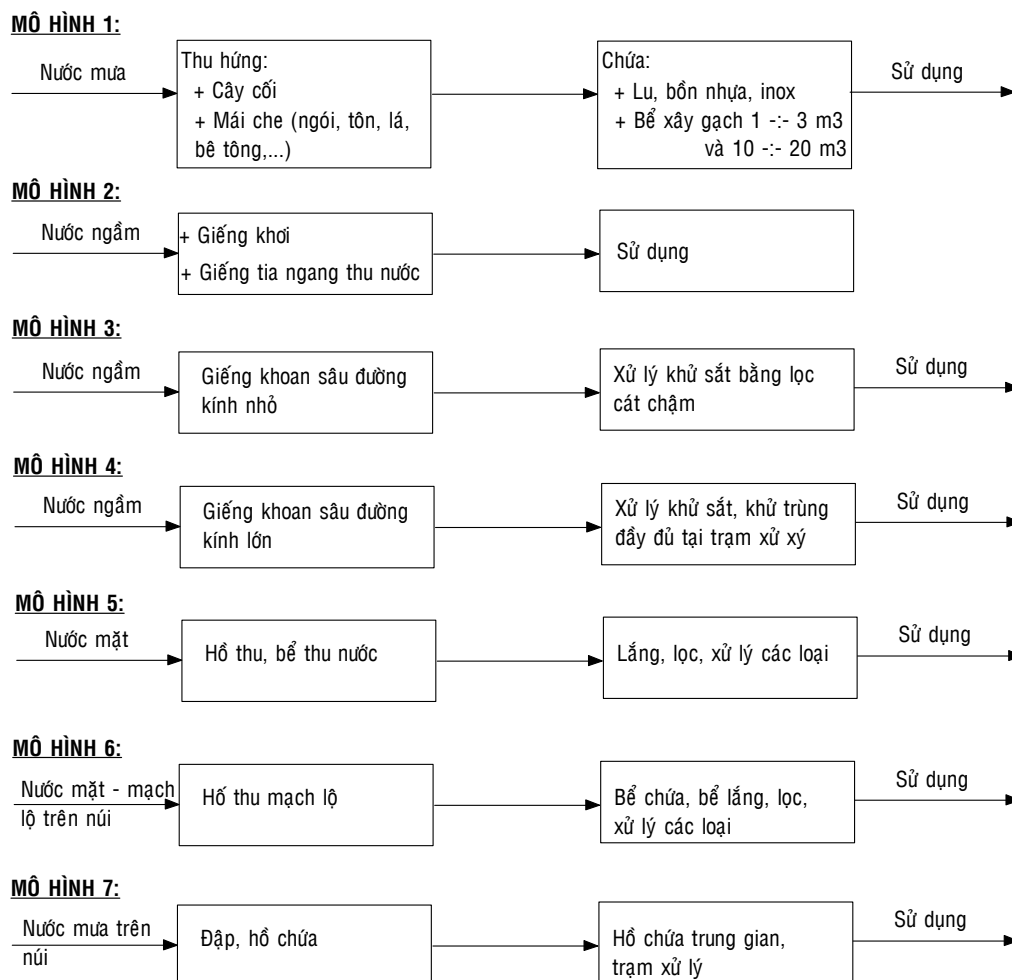 MÔ HÌNH 1:
Nước mưa
Thu hứng:
+ Cây cối
+ Mái che (ngói, tôn, lá,
bê tông,...)
Chứa:
+ Lu, bồn nhựa, inox
+ Bể xây gạch 1 -:- 3 m3
và 10 -:- 20 m3
Sử dụng
MÔ HÌNH 2:
Nước ngầm
+ Giếng khơi
+ Giếng tia ngang thu nước
Sử dụng
MÔ HÌNH 3:
Nước ngầm
Giếng khoan sâu đường
kính nhỏ
Xử lý khử sắt bằng lọc
cát chậm
Sử dụng
MÔ HÌNH 4:
Nước ngầm
Giếng khoan sâu đường
kính lớn
Xử lý khử sắt, khử trùng
đầy đủ tại trạm xử xý
Sử dụng
MÔ HÌNH 5:
Nước mặt
Hồ thu, bể thu nước
Lắng, lọc, xử lý các loại
Sử dụng
MÔ HÌNH 6:
Nước mặt - mạch
lộ trên núi
Hố thu mạch lộ
Bể chứa, bể lắng, lọc,
xử lý các loại
Sử dụng
MÔ HÌNH 7:
Nước mưa trên
núi
Đập, hồ chứa
Hồ chứa trung gian,
trạm xử lý
Sử dụng